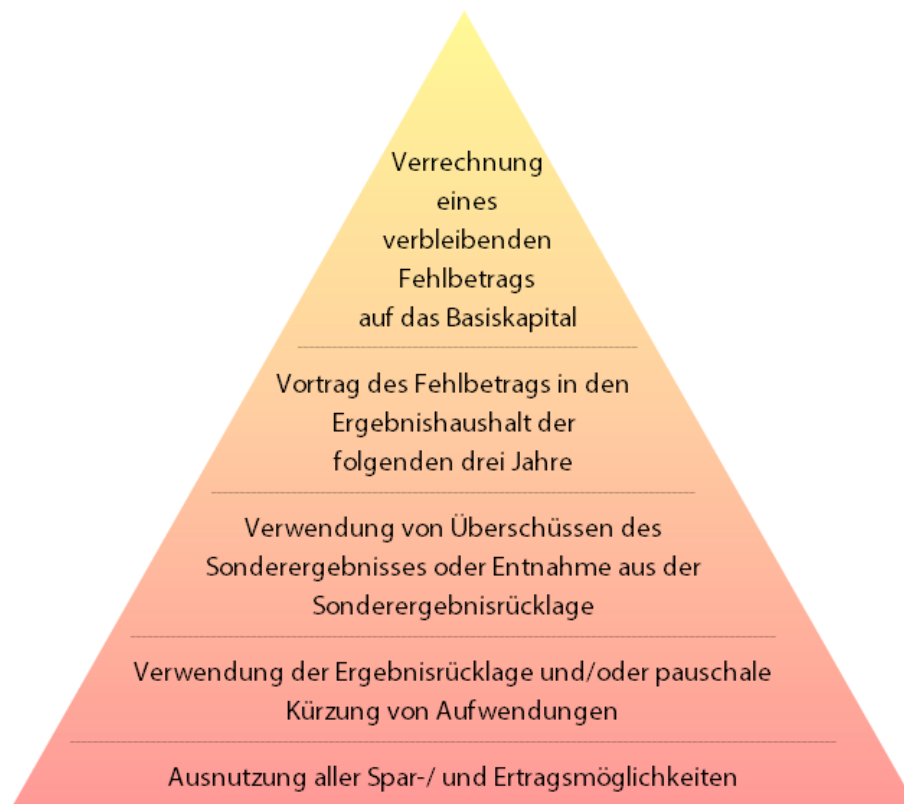 Verrechnung
eines
verbleibenden
Fehlbetrags
auf das Basiskapital
Vortrag des Fehlbetrags in den
Ergebnishaushalt der
folgenden drei Jahre
Verwendung von Überschüssen des
Sonderergebnisses oder Entnahme aus der
Sonderergebnisrücklage
Verwendung der Ergebnisrücklage und/oder pauschale
Kürzung von Aufwendungen
Ausnutzung aller Spar-/ und Ertragsmöglichkeiten